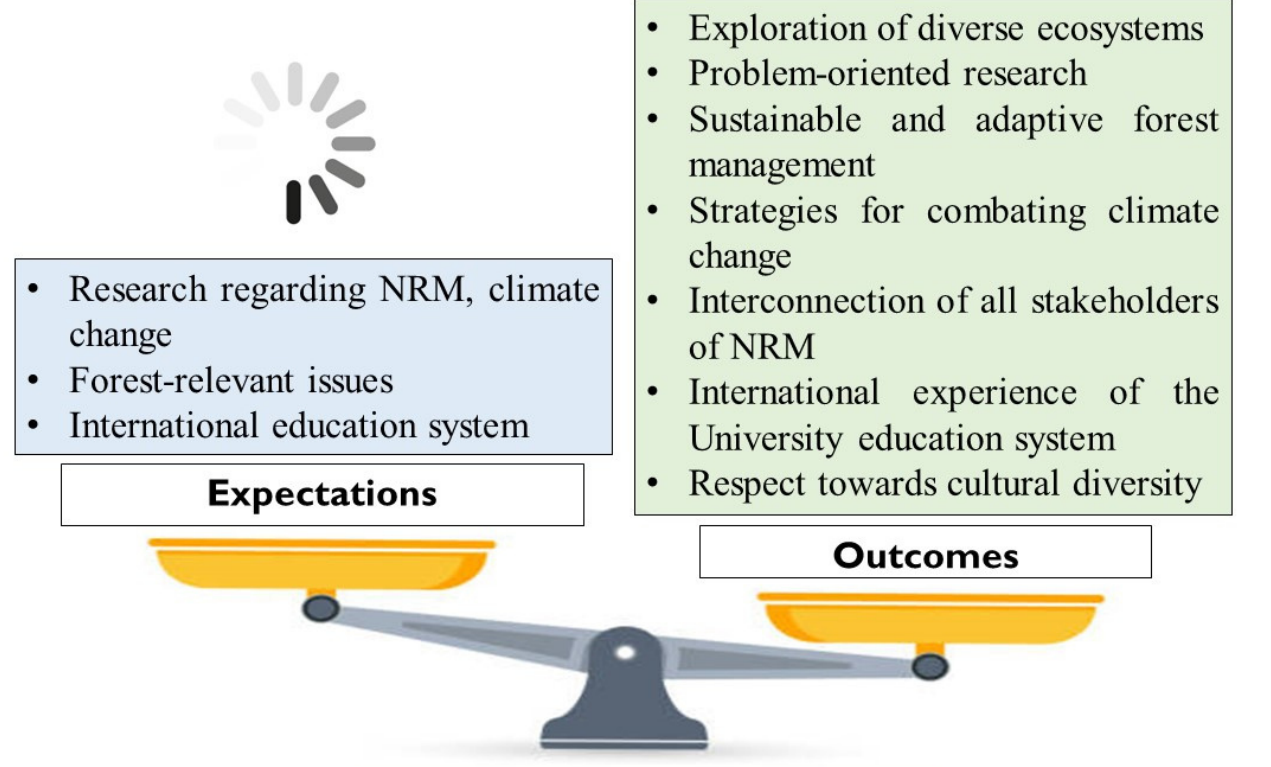 • Research regarding NRM, climate
change
• Forest-relevant issues
• International education system
Expectations
• Exploration of diverse ecosystems
• Problem-oriented research
• Sustainable and adaptive forest
management
• Strategies for combating climate
change
• Interconnection of all stakeholders
of NRM
• International experience of the
University education system
• Respect towards cultural diversity
Outcomes